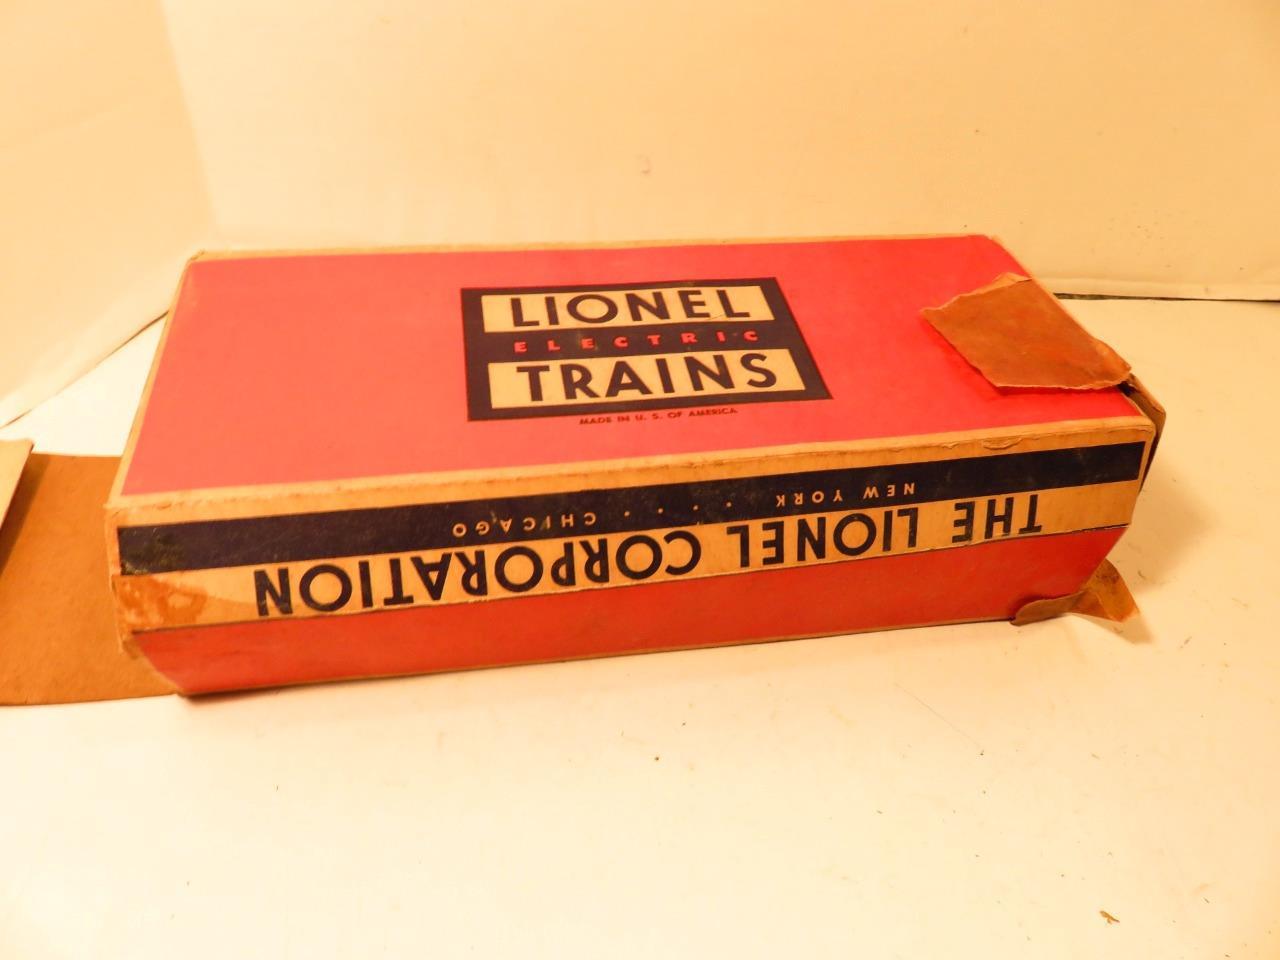 LIONEL
ELECTRIC
TRAINS
MADE IN U. S. OF AMERICA
THE LIONEL CORPORATION
NEW YORK . . . . . CHICAGO